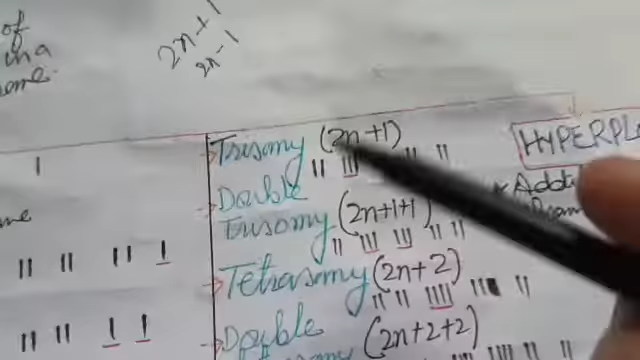 of
in a
2n+1
2n-1
Trisomy (2n+1)
HYPERPL
Double
Trisomy (2n+1+1)
Addi
Tetrasomy (2n+2)
Double (2n+2+2)